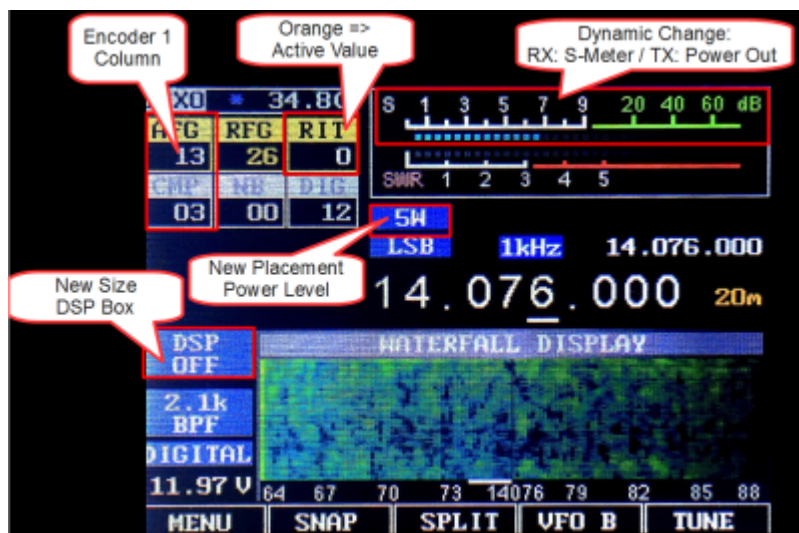 Encoder 1
Column
Orange =>
Active Value
Dynamic Change:
RX: S-Meter / TX: Power Out
XO * 34.80
S 1 3 5 7 9 20 40 60 dB
AFG RFG RIT
13 26 0
SWR 1 2 3 4 5
CMP NB DIG
03 00 12
5W
LSB 1kHz 14.076.000
New Placement
Power Level
14.076.000 20m
New Size
DSP Box
DSP
OFF
WATERFALL DISPLAY
2.1k
BPF
DIGITAL
11.97 V
64 67 70 73 14076 79 82 85 88
MENU SNAP SPLIT VFO B TUNE